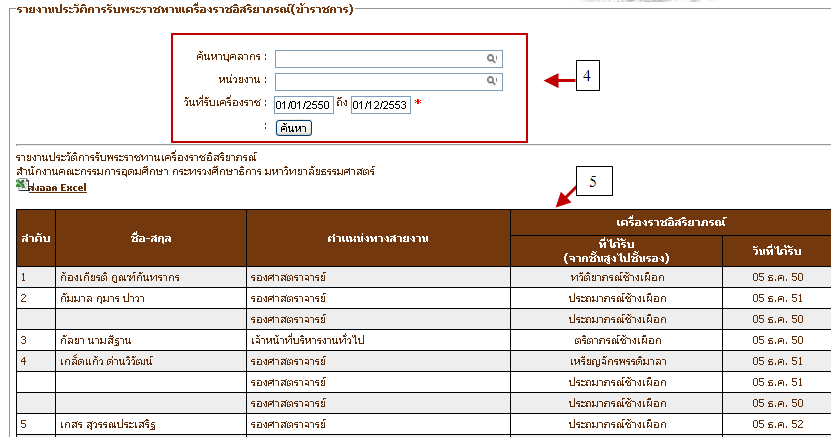 รายงานประวัติการรับพระราชทานเครื่องราชอิสริยาภรณ์(ข้าราชการ)
ค้นหาบุคลากร :
หน่วยงาน :
วันที่รับเครื่องราช : 01/01/2550 ถึง 01/12/2553 *
: ค้นหา
4
รายงานประวัติการรับพระราชทานเครื่องราชอิสริยาภรณ์
สำนักงานคณะกรรมการอุดมศึกษา กระทรวงศึกษาธิการ มหาวิทยาลัยธรรมศาสตร์
ส่งออก Excel
5
ลำดับ ชื่อ-สกุล ตำแหน่งทางสายงาน เครื่องราชอิสริยาภรณ์
ที่ได้รับ
(จากชั้นสูงไปชั้นรอง) วันที่ได้รับ
1 ก้องเกียรติ กูณฑ์กันทรากร รองศาสตราจารย์ ทวีติยาภรณ์ช้างเผือก 05 ธ.ค. 50
2 กัมมาล กุมาร ปาวา รองศาสตราจารย์ ประถมาภรณ์ช้างเผือก 05 ธ.ค. 51
รองศาสตราจารย์ ประถมาภรณ์ช้างเผือก 05 ธ.ค. 50
3 กัลยา นามสีฐาน เจ้าหน้าที่บริหารงานทั่วไป ตริตาภรณ์ช้างเผือก 05 ธ.ค. 50
4 เกล็ดแก้ว ด่านวิวัฒน์ รองศาสตราจารย์ เหรียญจักรพรรดิมาลา 05 ธ.ค. 51
รองศาสตราจารย์ ประถมาภรณ์ช้างเผือก 05 ธ.ค. 51
รองศาสตราจารย์ ประถมาภรณ์ช้างเผือก 05 ธ.ค. 50
5 เกสร สุวรรณประเสริฐ รองศาสตราจารย์ ประถมาภรณ์ช้างเผือก 05 ธ.ค. 52